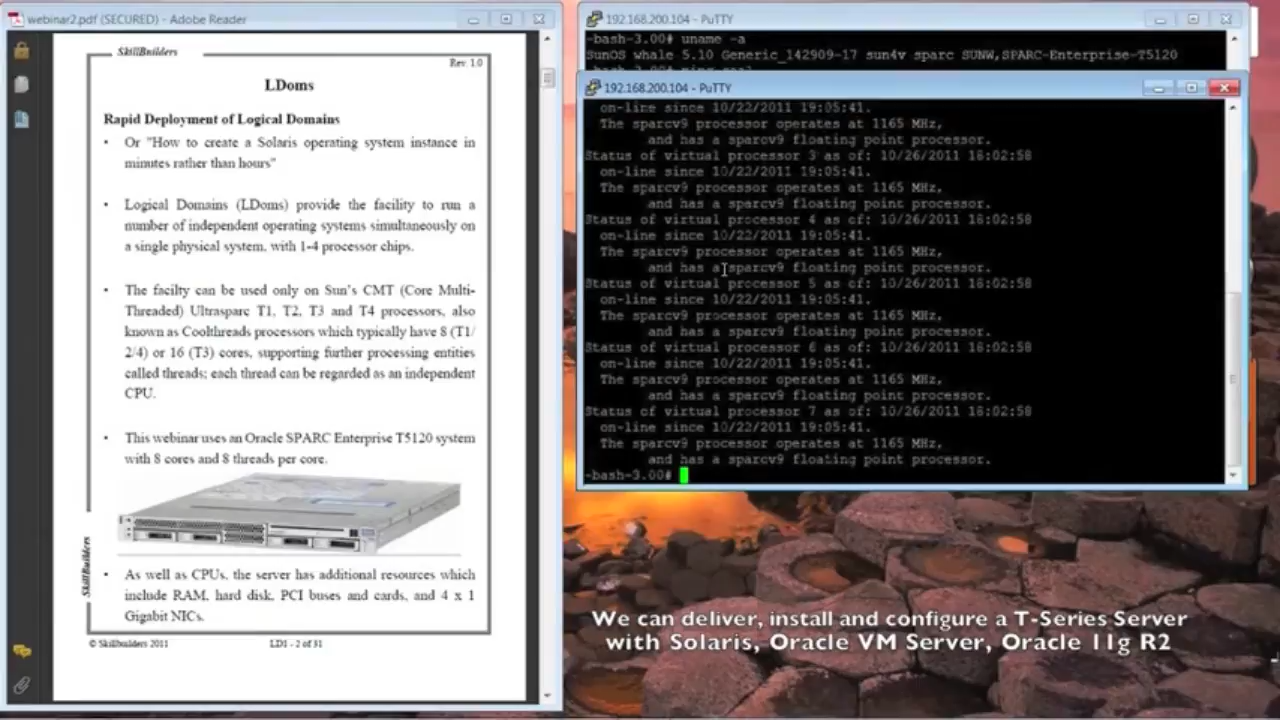 webinar2.pdf (SECURED) - Adobe Reader
SkillBuilders
Rev. 1.0
LDoms
Rapid Deployment of Logical Domains
• Or "How to create a Solaris operating system instance in
minutes rather than hours"
• Logical Domains (LDoms) provide the facility to run a
number of independent operating systems simultaneously on
a single physical system, with 1-4 processor chips.
• The facilty can be used only on Sun's CMT (Core Multi-
Threaded) Ultrasparc T1, T2, T3 and T4 processors, also
known as Coolthreads processors which typically have 8 (T1/
2/4) or 16 (T3) cores, supporting further processing entities
called threads; each thread can be regarded as an independent
CPU.
• This webinar uses an Oracle SPARC Enterprise T5120 system
with 8 cores and 8 threads per core.
SkillBuilders
• As well as CPUs, the server has additional resources which
include RAM, hard disk, PCI buses and cards, and 4 x 1
Gigabit NICs.
© Skillbuilders 2011
LD1 - 2 of 31
192.168.200.104 - PuTTY
-bash-3.00# uname -a
SunOS whale 5.10 Generic_142909-17 sun4v sparc SUNW,SPARC-Enterprise-T5120
192.168.200.104 - PuTTY
on-line since 10/22/2011 19:05:41.
The sparcv9 processor operates at 1165 MHz,
and has a sparcv9 floating point processor.
Status of virtual processor 3 as of: 10/26/2011 18:02:58
on-line since 10/22/2011 19:05:41.
The sparcv9 processor operates at 1165 MHz,
and has a sparcv9 floating point processor.
Status of virtual processor 4 as of: 10/26/2011 18:02:58
on-line since 10/22/2011 19:05:41.
The sparcv9 processor operates at 1165 MHz,
and has a sparcv9 floating point processor.
Status of virtual processor 5 as of: 10/26/2011 18:02:58
on-line since 10/22/2011 19:05:41.
The sparcv9 processor operates at 1165 MHz,
and has a sparcv9 floating point processor.
Status of virtual processor 6 as of: 10/26/2011 18:02:58
on-line since 10/22/2011 19:05:41.
The sparcv9 processor operates at 1165 MHz,
and has a sparcv9 floating point processor.
Status of virtual processor 7 as of: 10/26/2011 18:02:58
on-line since 10/22/2011 19:05:41.
The sparcv9 processor operates at 1165 MHz,
and has a sparcv9 floating point processor.
-bash-3.00#
We can deliver, install and configure a T-Series Server
with Solaris, Oracle VM Server, Oracle 11g R2